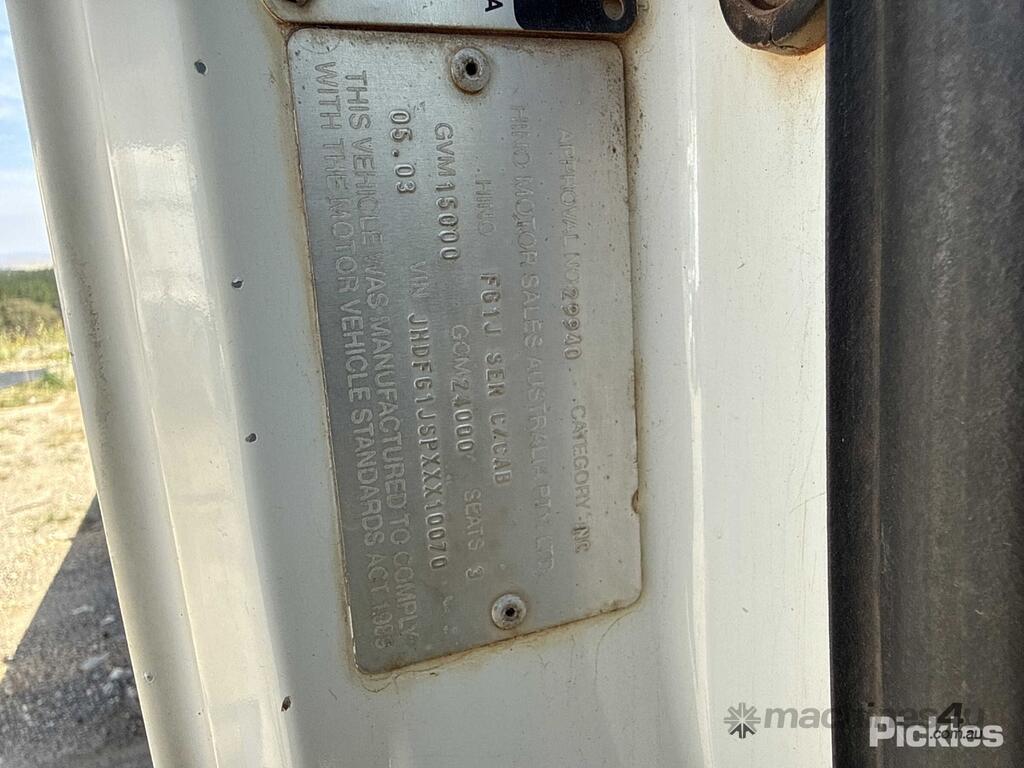 A
APPROVAL NO 29940 CATEGORY NC
HINO MOTOR SALES AUSTRALIA PTY LTD
HINO FG1J SER C/CAB
GVM 15000 GCM 24000 SEATS 3
05.03 VIN JHDFG1JSPXXX10070
THIS VEHICLE WAS MANUFACTURED TO COMPLY
WITH THE MOTOR VEHICLE STANDARDS ACT 1989
machines4u
.com.au
Pickles